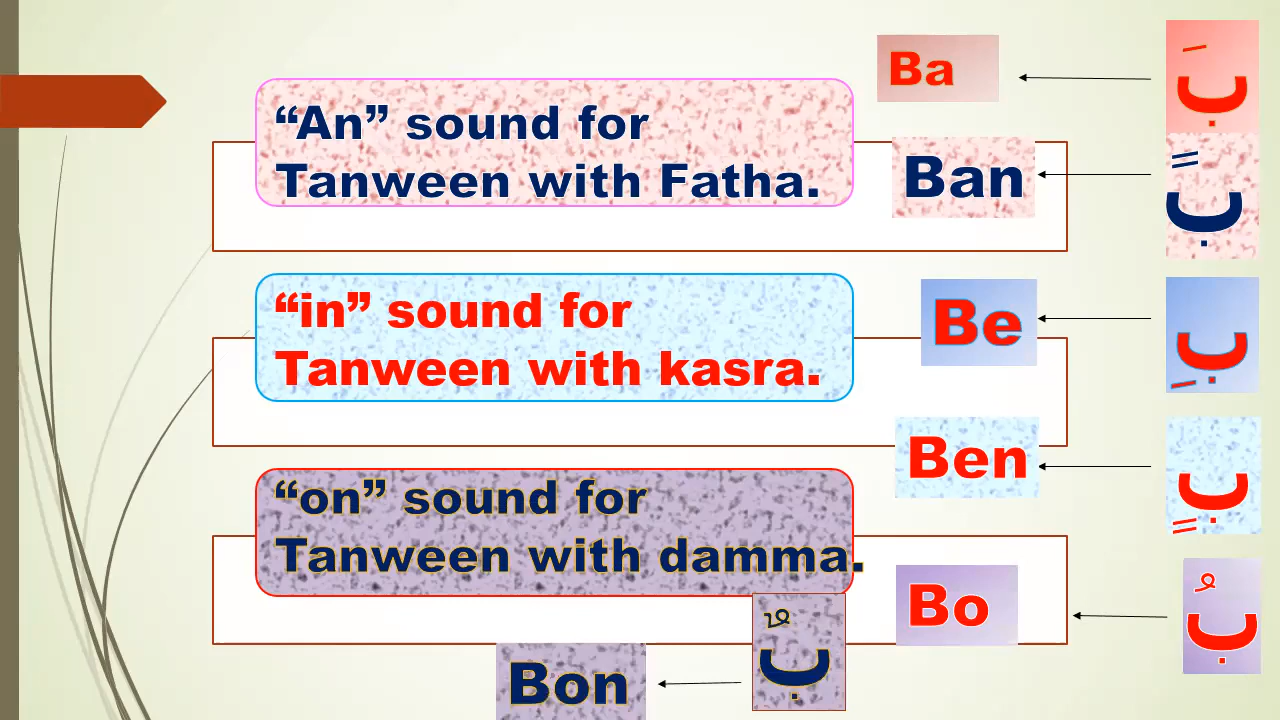 Ba بَ
“An” sound for
Tanween with Fatha.
Ban بً
“in” sound for
Tanween with kasra.
Be بِ
Ben بٍ
“on” sound for
Tanween with damma.
Bo بُ
Bon بٌ